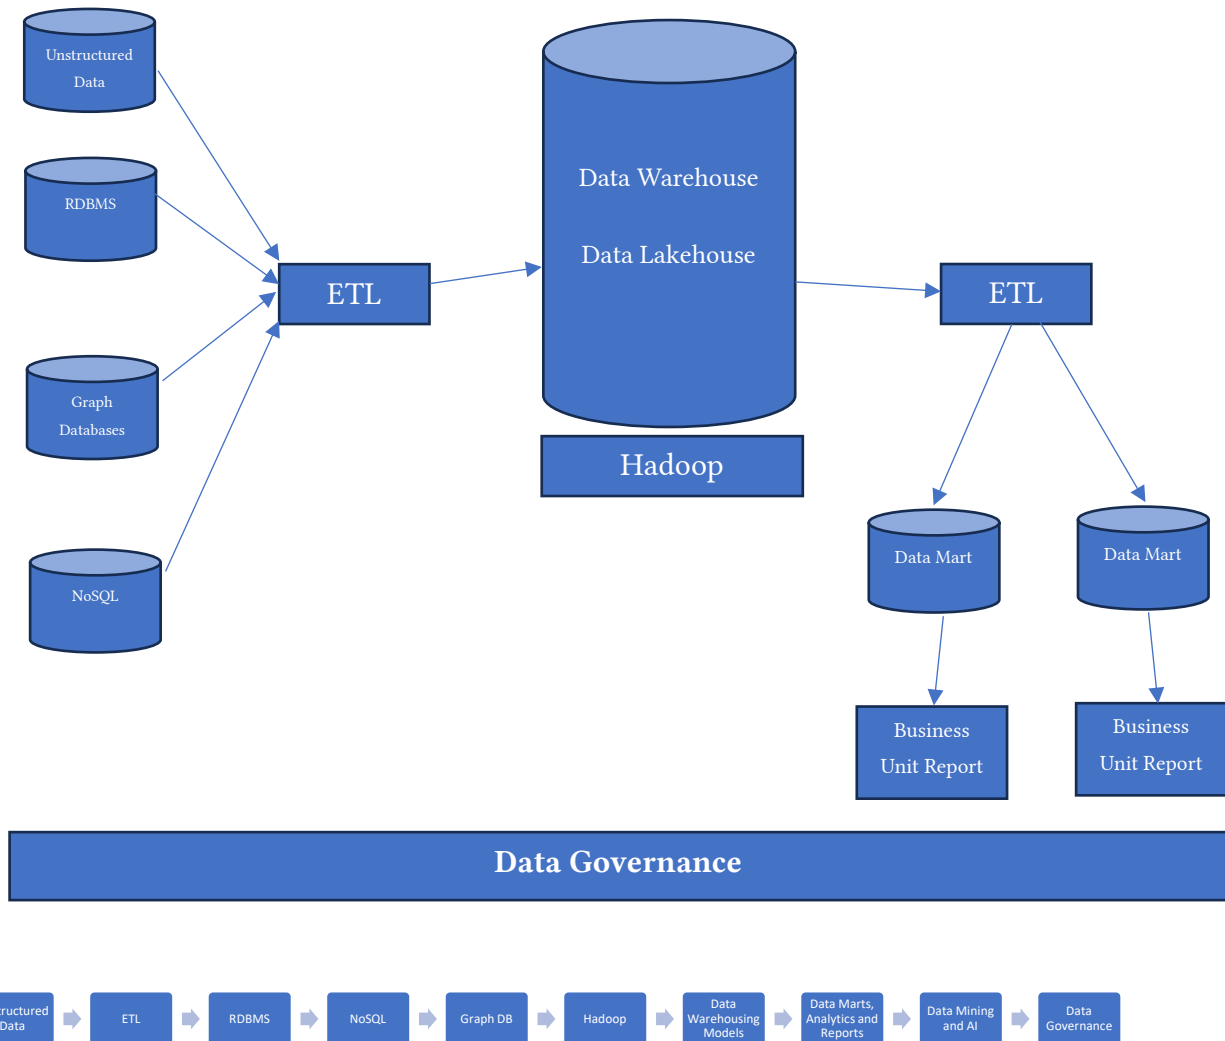 Unstructured
Data
RDBMS
Graph
Databases
NoSQL
ETL
Data Warehouse
Data Lakehouse
Hadoop
ETL
Data Mart
Data Mart
Business
Unit Report
Business
Unit Report
Data Governance
Data
ETL
RDBMS
NoSQL
Graph DB
Hadoop
Data
Warehousing
Models
Data Marts,
Analytics and
Reports
Data Mining
and AI
Data
Governance